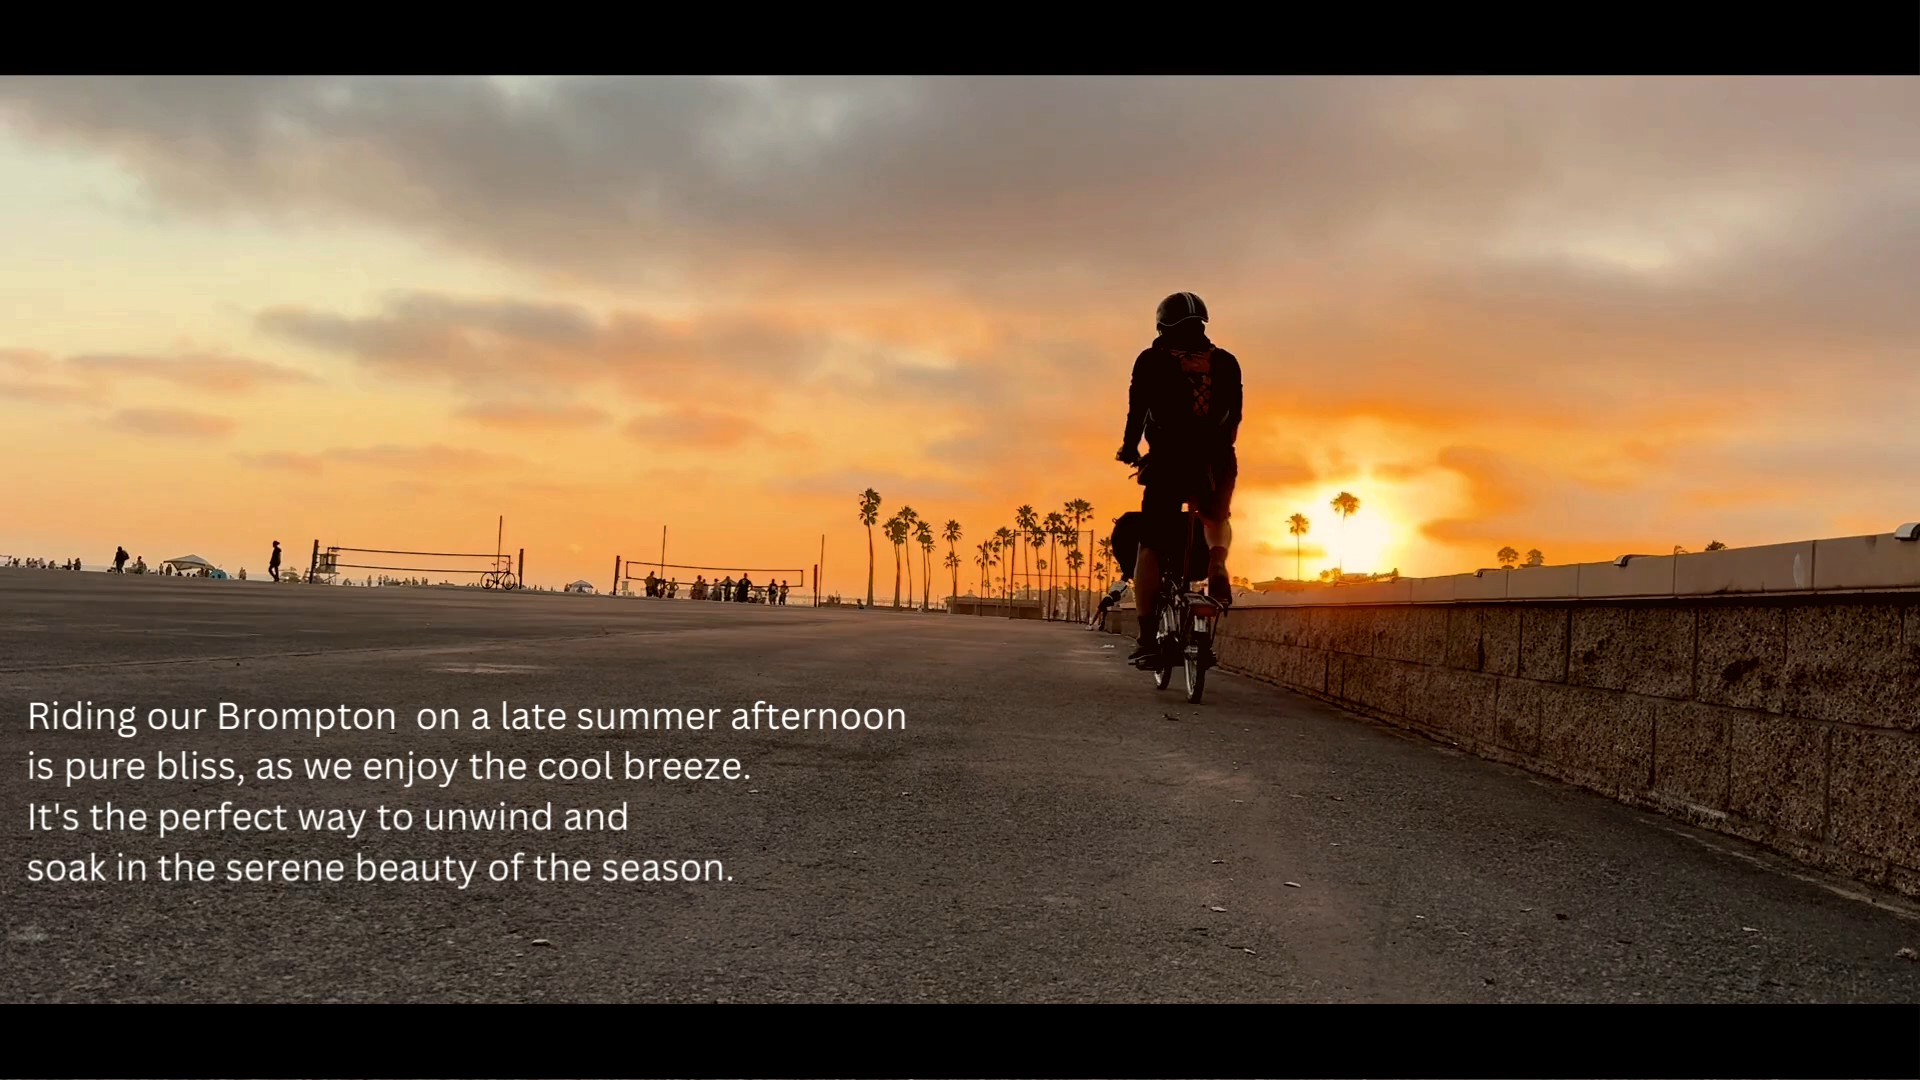 Riding our Brompton  on a late summer afternoon
is pure bliss, as we enjoy the cool breeze.
It's the perfect way to unwind and
soak in the serene beauty of the season.